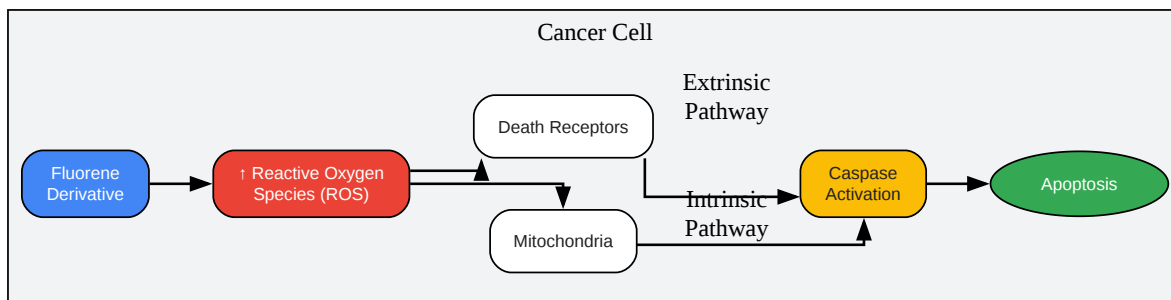 Cancer Cell
Extrinsic
Pathway
Death Receptors
Fluorene
Derivative
↑ Reactive Oxygen
Species (ROS)
Caspase
Activation
Apoptosis
Intrinsic
Pathway
Mitochondria